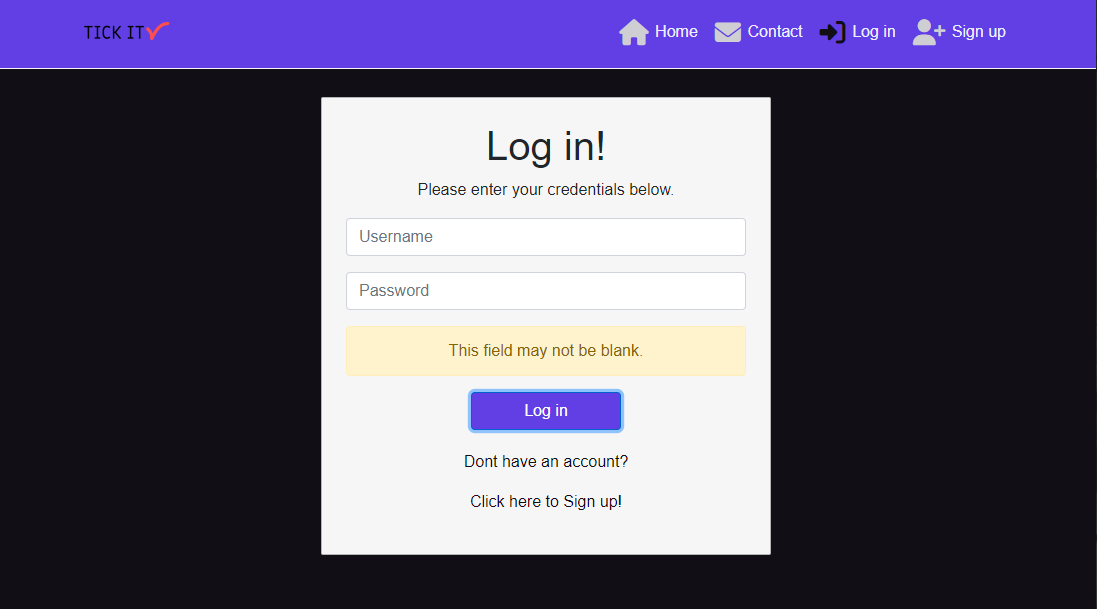 TICK IT
Home Contact Log in Sign up
Log in!
Please enter your credentials below.
Username
Password
This field may not be blank.
Log in
Dont have an account?
Click here to Sign up!